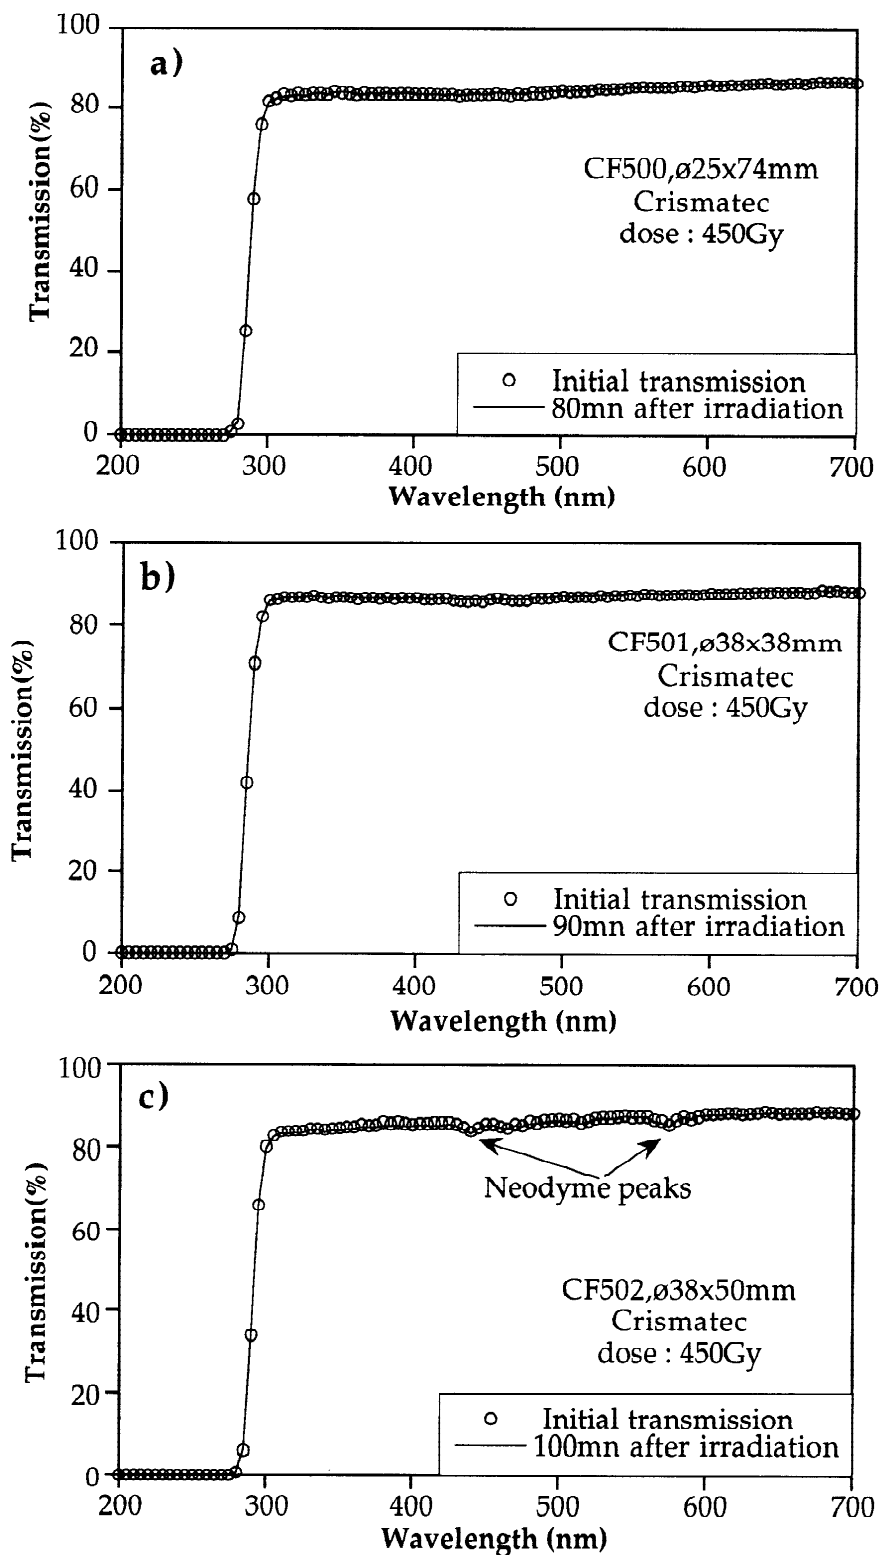 a)
100
80
60
40
20
0
Transmission(%)
CF500,ø25x74mm
Crismatec
dose : 450Gy
Initial transmission
80mn after irradiation
200 300 400 500 600 700
Wavelength (nm)
b)
100
80
60
40
20
0
Transmission(%)
CF501,ø38x38mm
Crismatec
dose : 450Gy
Initial transmission
90mn after irradiation
200 300 400 500 600 700
Wavelength (nm)
c)
100
80
60
40
20
0
Transmission(%)
Neodyme peaks
CF502,ø38x50mm
Crismatec
dose : 450Gy
Initial transmission
100mn after irradiation
200 300 400 500 600 700
Wavelength (nm)